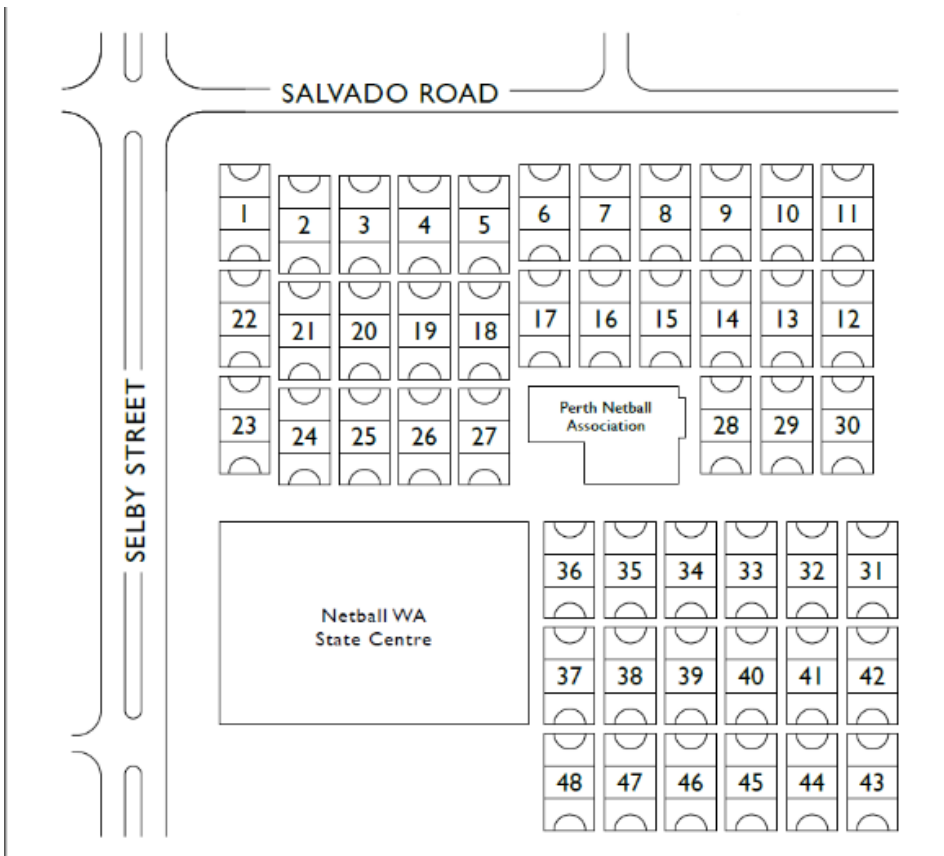 SALVADO ROAD
1 2 3 4 5 6 7 8 9 10 11
22 21 20 19 18 17 16 15 14 13 12
23 24 25 26 27 28 29 30
Perth Netball
Association
SELBY STREET
Netball WA
State Centre
36 35 34 33 32 31
37 38 39 40 41 42
48 47 46 45 44 43